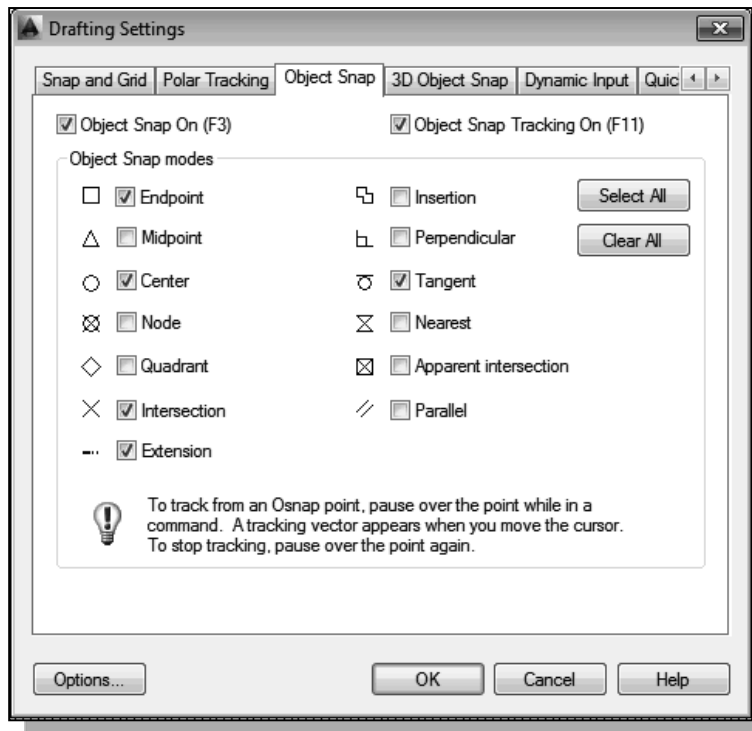 Drafting Settings
Snap and Grid Polar Tracking Object Snap 3D Object Snap Dynamic Input Quic
Object Snap On (F3) Object Snap Tracking On (F11)
Object Snap modes
Endpoint Insertion Select All
Midpoint Perpendicular Clear All
Center Tangent
Node Nearest
Quadrant Apparent intersection
Intersection Parallel
Extension
To track from an Osnap point, pause over the point while in a
command. A tracking vector appears when you move the cursor.
To stop tracking, pause over the point again.
Options... OK Cancel Help